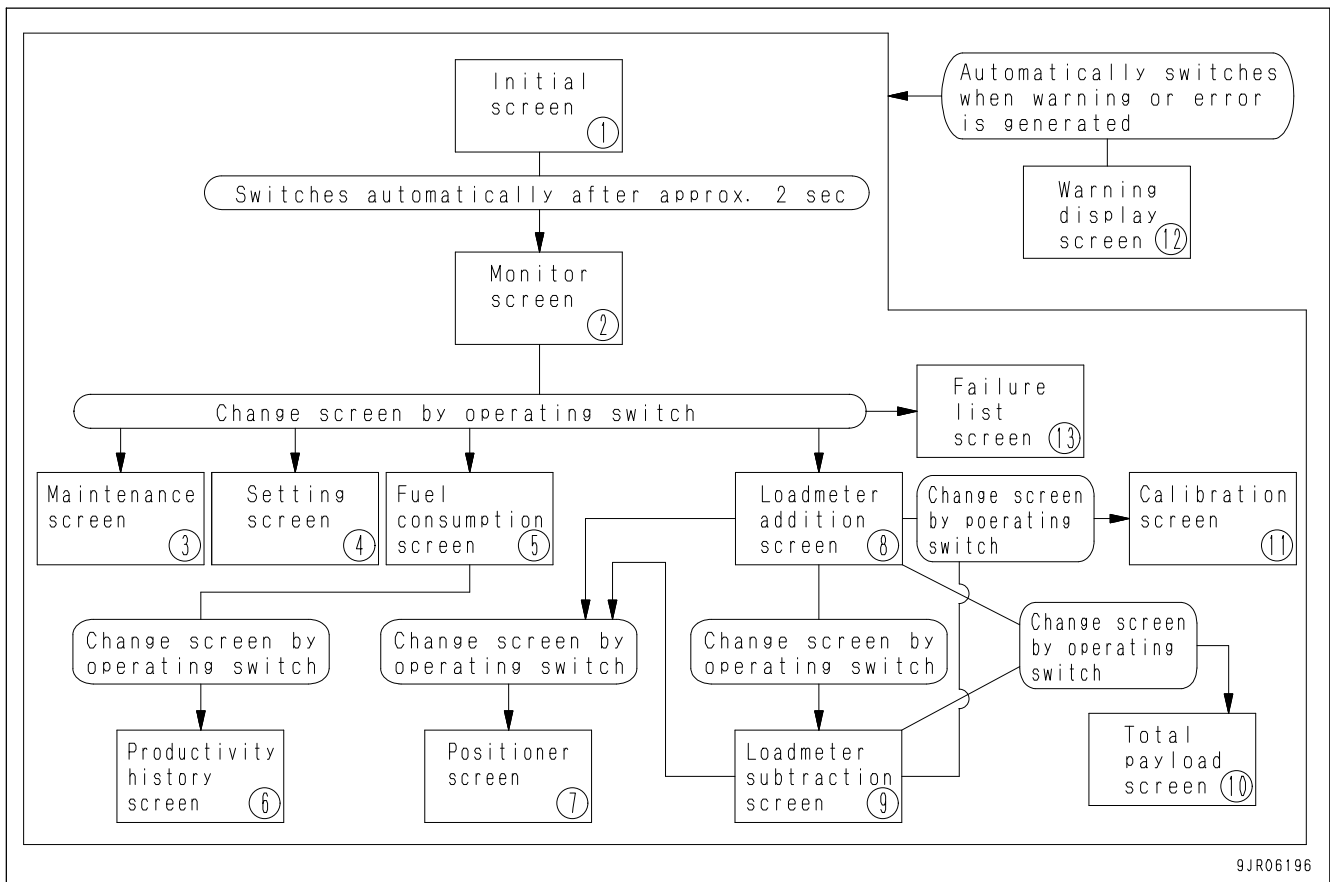 Initial
screen
1
Automatically switches
when warning or error
is generated
Switches automatically after approx. 2 sec
Warning
display
screen 12
Monitor
screen
2
Change screen by operating switch
Failure
list
screen 13
Maintenance
screen
3
Setting
screen
4
Fuel
consumption
screen 5
Loadmeter
addition
screen 8
Change screen
by poerating
switch
Calibration
screen
11
Change screen by
operating switch
Change screen by
operating switch
Change screen by
operating switch
Change screen
by operating
switch
Productivity
history
screen 6
Positioner
screen
7
Loadmeter
subtraction
screen 9
Total
payload
screen 10
9JR06196